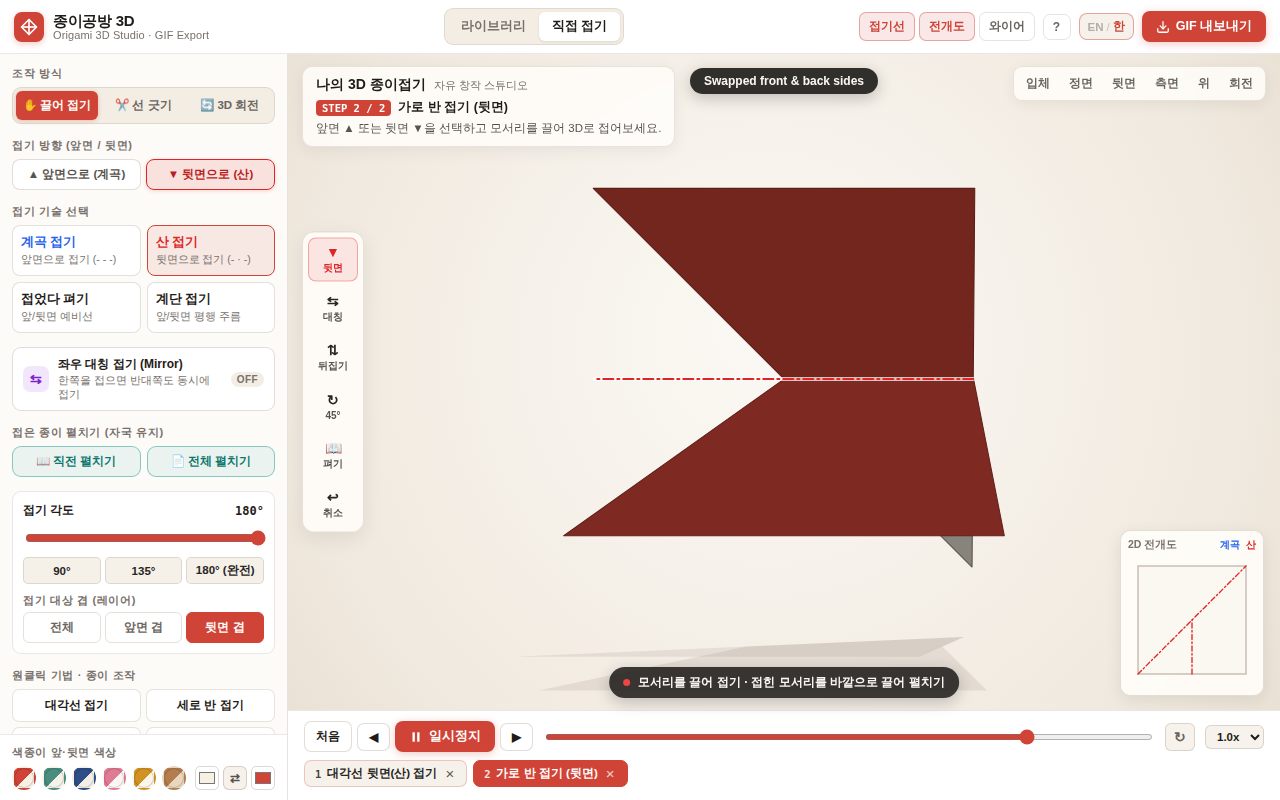 종이공방 3D
Origami 3D Studio · GIF Export
라이브러리
직접 접기
접기선
전개도
와이어
?
EN / 한
GIF 내보내기
조작 방식
끌어 접기
선 긋기
3D 회전
접기 방향 (앞면 / 뒷면)
▲ 앞면으로 (계곡)
▼ 뒷면으로 (산)
접기 기술 선택
계곡 접기
앞면으로 접기 (- - -)
산 접기
뒷면으로 접기 (- · -)
접었다 펴기
앞/뒷면 예비선
계단 접기
앞/뒷면 평행 주름
좌우 대칭 접기 (Mirror)
한쪽을 접으면 반대쪽도 동시에
접기
OFF
접은 종이 펼치기 (자국 유지)
직전 펼치기
전체 펼치기
접기 각도
180°
90°
135°
180° (완전)
접기 대상 겹 (레이어)
전체
앞면 겹
뒷면 겹
원클릭 기법 · 종이 조작
대각선 접기
세로 반 접기
색종이 앞·뒷면 색상
나의 3D 종이접기
자유 창작 스튜디오
STEP 2 / 2
가로 반 접기 (뒷면)
앞면 ▲ 또는 뒷면 ▼을 선택하고 모서리를 끌어 3D로 접어보세요.
Swapped front & back sides
입체
정면
뒷면
측면
위
회전
▼
뒷면
⇆
대칭
⇅
뒤집기
↻
45°
펴기
↩
취소
2D 전개도
계곡
산
모서리를 끌어 접기 · 접힌 모서리를 바깥으로 끌어 펼치기
처음
◀
일시정지
▶
↻
1.0x
1 대각선 뒷면(산) 접기 ×
2 가로 반 접기 (뒷면) ×